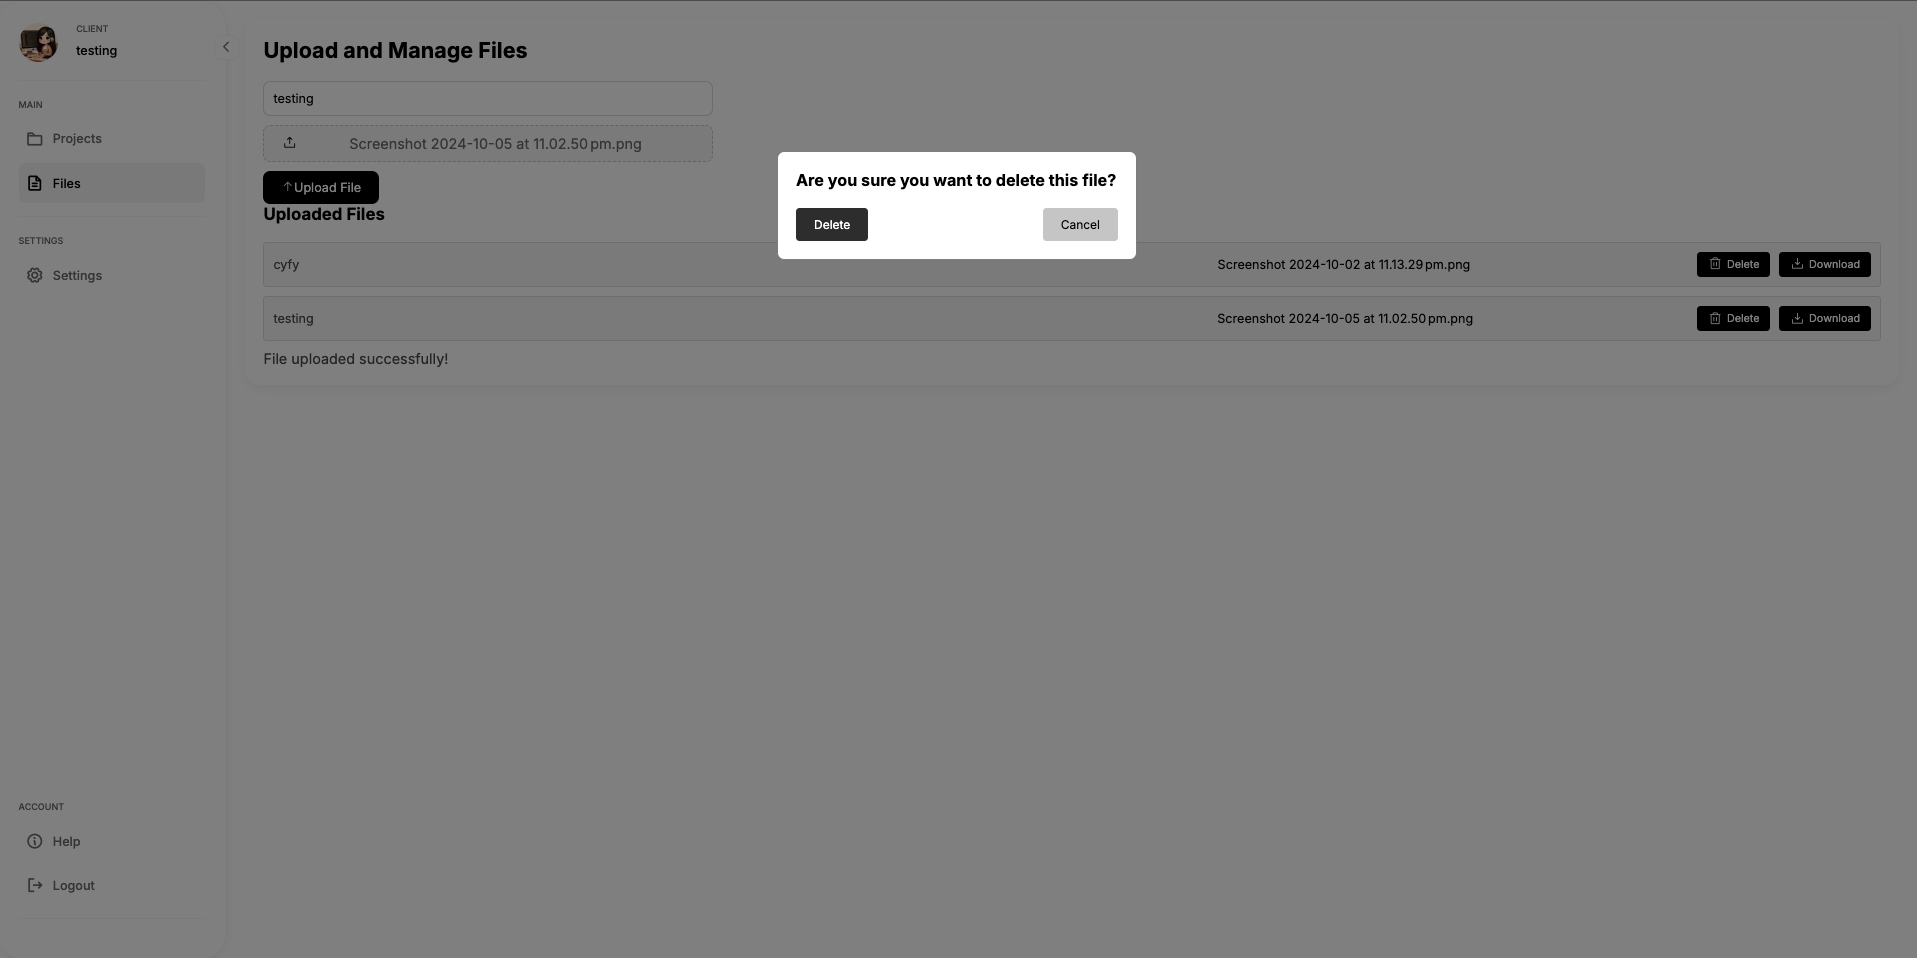 CLIENT
testing
MAIN
Projects
Files
SETTINGS
Settings
ACCOUNT
Help
Logout
Upload and Manage Files
testing
Screenshot 2024-10-05 at 11.02.50 pm.png
Upload File
Uploaded Files
cyfy Screenshot 2024-10-02 at 11.13.29 pm.png Delete Download
testing Screenshot 2024-10-05 at 11.02.50 pm.png Delete Download
File uploaded successfully!
Are you sure you want to delete this file?
Delete Cancel